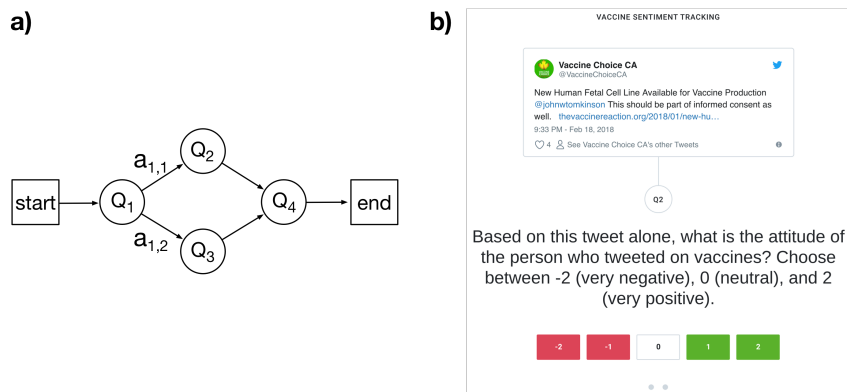 a)
start
Q1
a1,1
a1,2
Q2
Q3
Q4
end
b)
VACCINE SENTIMENT TRACKING
Vaccine Choice CA
@VaccineChoiceCA
New Human Fetal Cell Line Available for Vaccine Production
@johnwtomkinson This should be part of informed consent as
well. thevaccinereaction.org/2018/01/new-hu…
9:33 PM - Feb 18, 2018
4 See Vaccine Choice CA's other Tweets
Q2
Based on this tweet alone, what is the attitude of
the person who tweeted on vaccines? Choose
between -2 (very negative), 0 (neutral), and 2
(very positive).
-2 -1 0 1 2